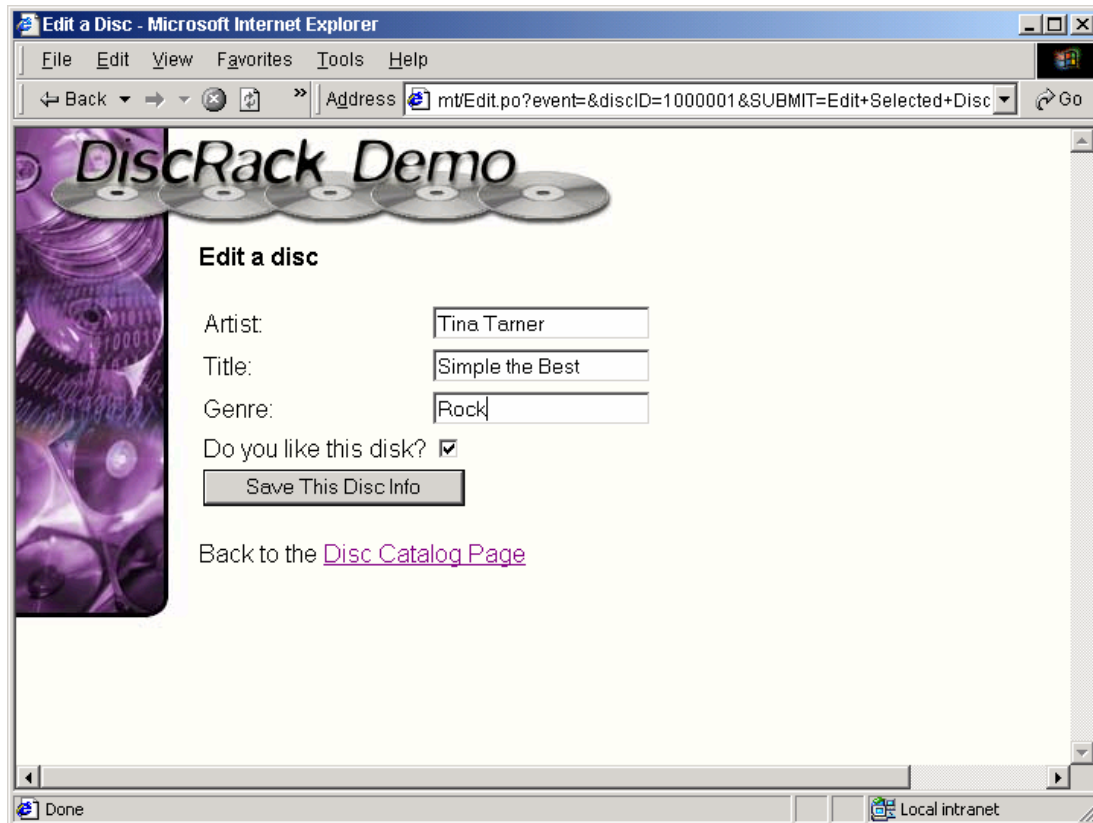 Edit a Disc - Microsoft Internet Explorer
File Edit View Favorites Tools Help
Back » Address mt/Edit.po?event=&discID=1000001&SUBMIT=Edit+Selected+Disc Go
DiscRack Demo
Edit a disc
Artist: Tina Tarner
Title: Simple the Best
Genre: Rock
Do you like this disk?
Save This Disc Info
Back to the Disc Catalog Page
Done Local intranet